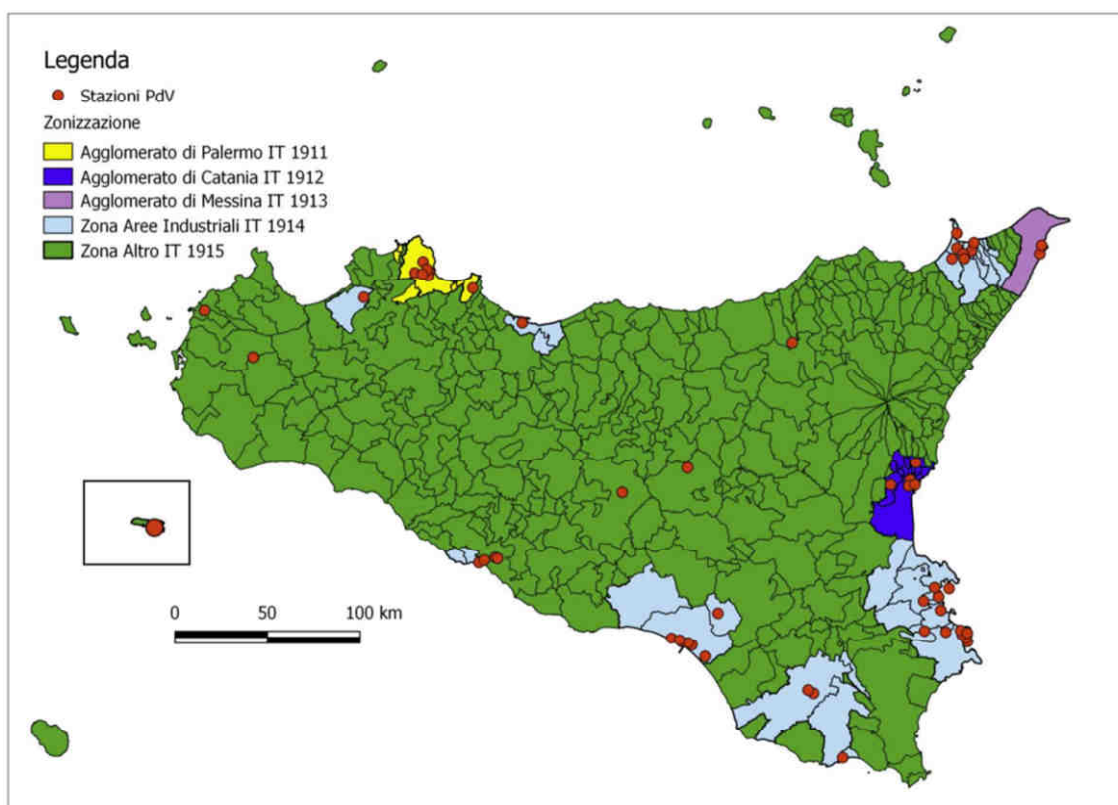 Legenda
Stazioni PdV
Zonizzazione
Agglomerato di Palermo IT 1911
Agglomerato di Catania IT 1912
Agglomerato di Messina IT 1913
Zona Aree Industriali IT 1914
Zona Altro IT 1915
0 50 100 km